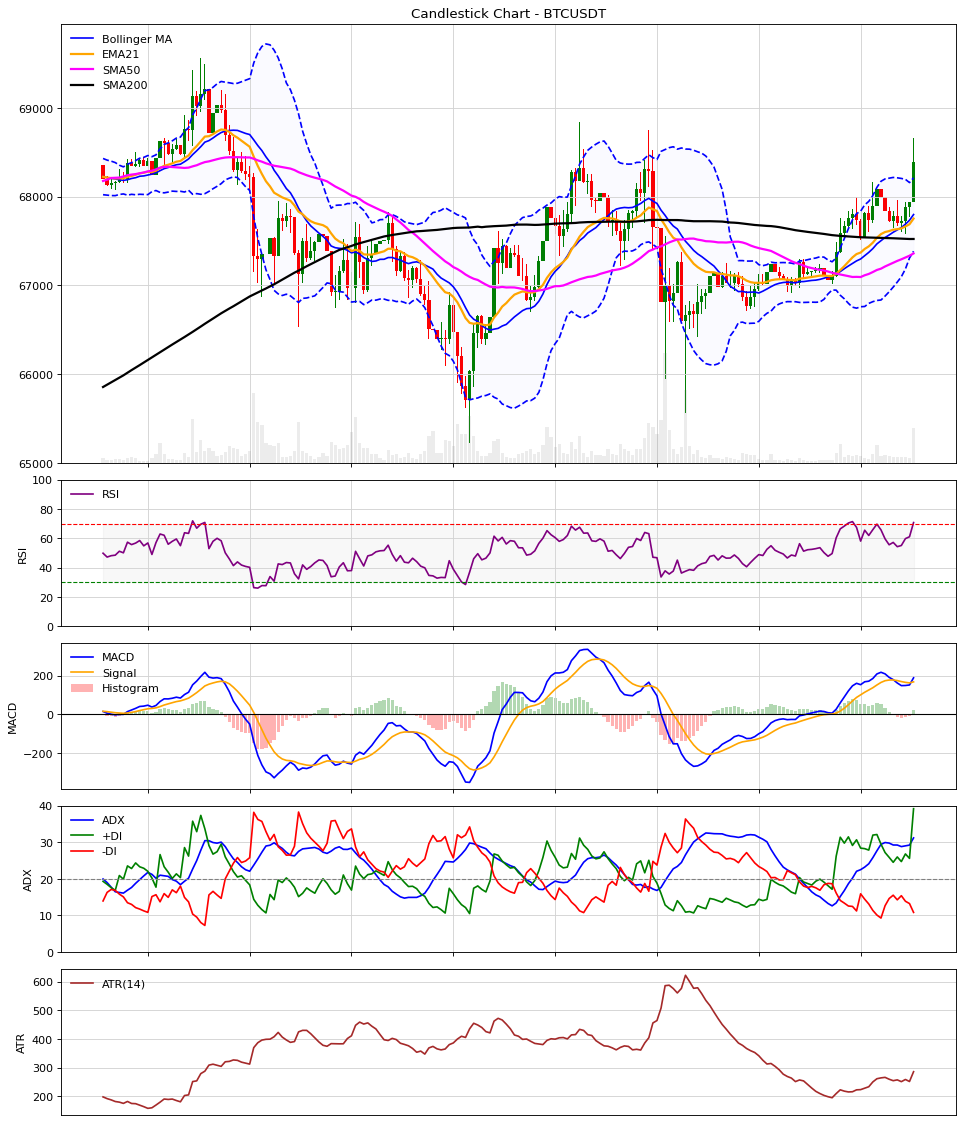 Candlestick Chart - BTCUSDT
Bollinger MA
EMA21
SMA50
SMA200
69000
68000
67000
66000
65000
RSI
100
80
60
40
20
0
RSI
MACD
Signal
Histogram
200
0
−200
MACD
ADX
+DI
-DI
40
30
20
10
0
ADX
ATR(14)
600
500
400
300
200
ATR